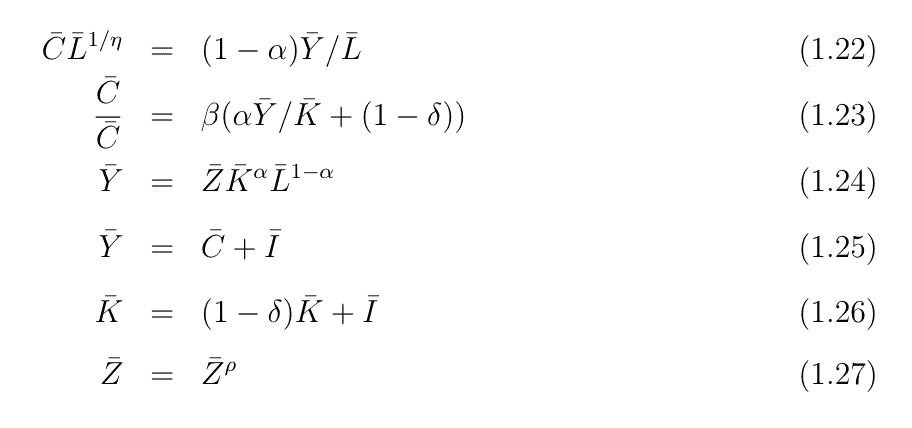 C̄L̄^{1/η} = (1 − α)Ȳ/L̄ (1.22)
C̄/C̄ = β(αȲ/K̄ + (1 − δ)) (1.23)
Ȳ = Z̄K̄^α L̄^{1−α} (1.24)
Ȳ = C̄ + Ī (1.25)
K̄ = (1 − δ)K̄ + Ī (1.26)
Z̄ = Z̄^ρ (1.27)